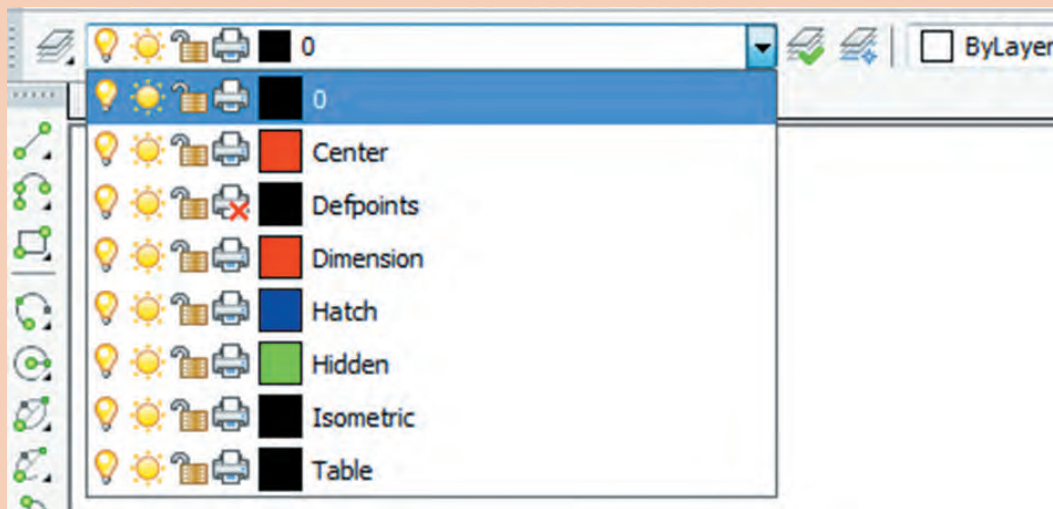 0
ByLayer
0
Center
Defpoints
Dimension
Hatch
Hidden
Isometric
Table